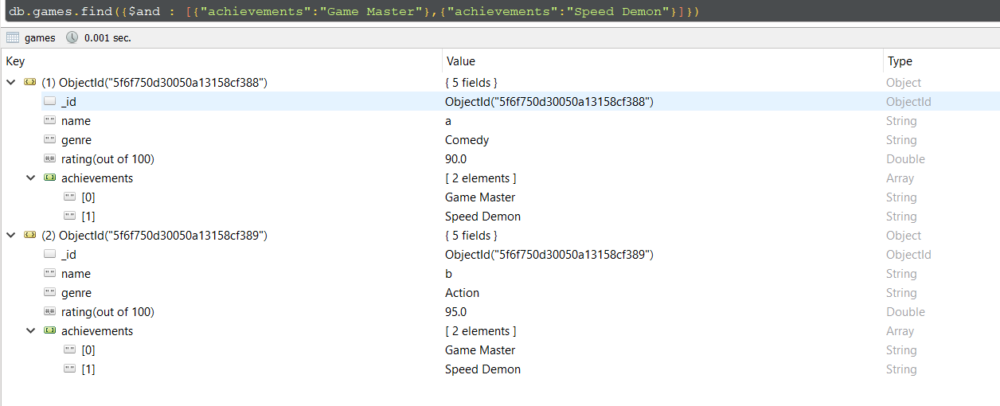 db.games.find({$and : [{"achievements":"Game Master"},{"achievements":"Speed Demon"}]})
games 0.001 sec.
Key Value Type
(1) ObjectId("5f6f750d30050a13158cf388") { 5 fields } Object
_id ObjectId("5f6f750d30050a13158cf388") ObjectId
name a String
genre Comedy String
rating(out of 100) 90.0 Double
achievements [ 2 elements ] Array
[0] Game Master String
[1] Speed Demon String
(2) ObjectId("5f6f750d30050a13158cf389") { 5 fields } Object
_id ObjectId("5f6f750d30050a13158cf389") ObjectId
name b String
genre Action String
rating(out of 100) 95.0 Double
achievements [ 2 elements ] Array
[0] Game Master String
[1] Speed Demon String